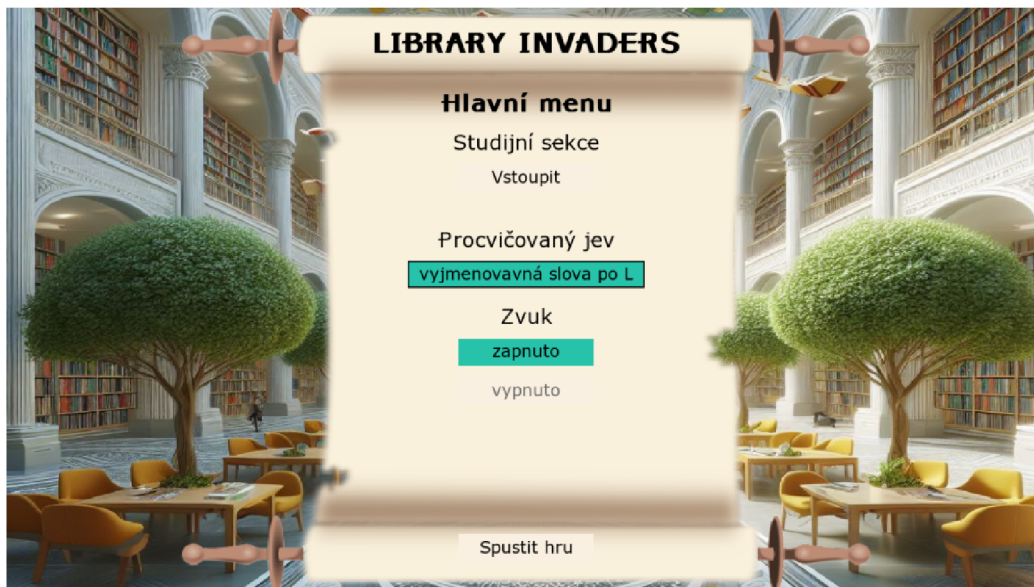 LIBRARY INVADERS
Hlavní menu
Studijní sekce
Vstoupit
Procvičovaný jev
vyjmenovavná slova po L
Zvuk
zapnuto
vypnuto
Spustit hru